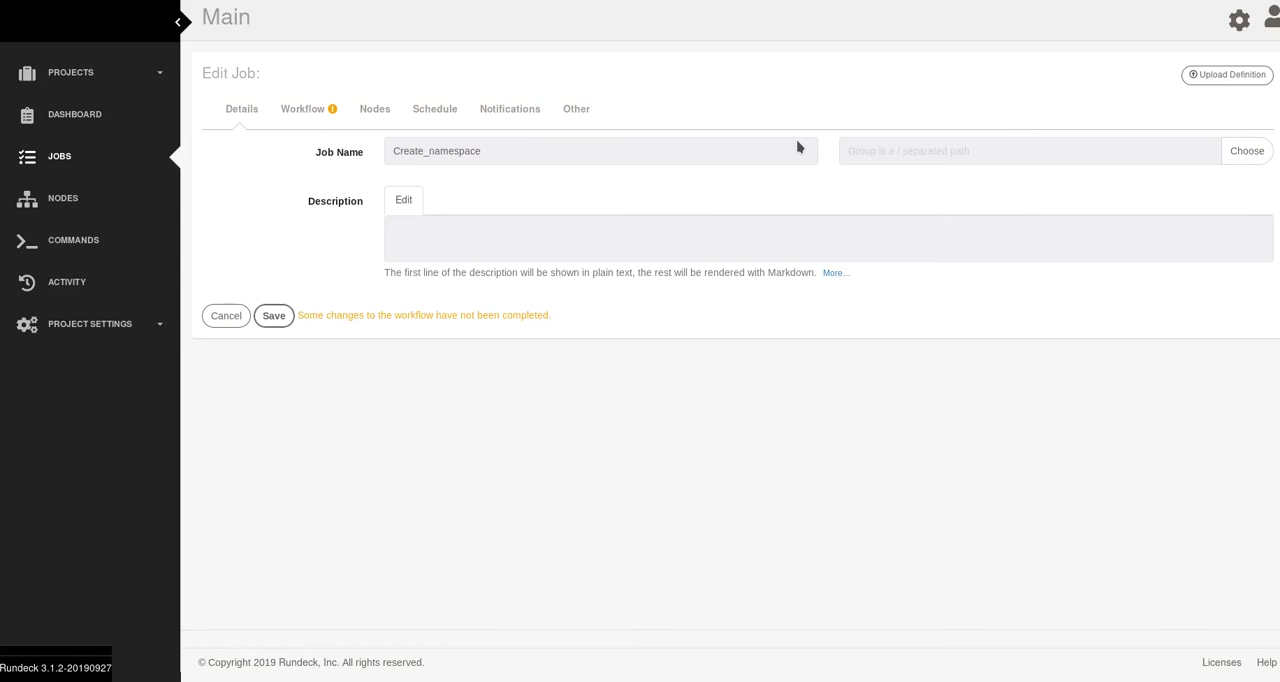 Main
PROJECTS
DASHBOARD
JOBS
NODES
COMMANDS
ACTIVITY
PROJECT SETTINGS
Rundeck 3.1.2-20190927
Edit Job:
Upload Definition
Details Workflow Nodes Schedule Notifications Other
Job Name Create_namespace Group is a / separated path Choose
Description Edit
The first line of the description will be shown in plain text, the rest will be rendered with Markdown. More...
Cancel Save Some changes to the workflow have not been completed.
© Copyright 2019 Rundeck, Inc. All rights reserved. Licenses Help